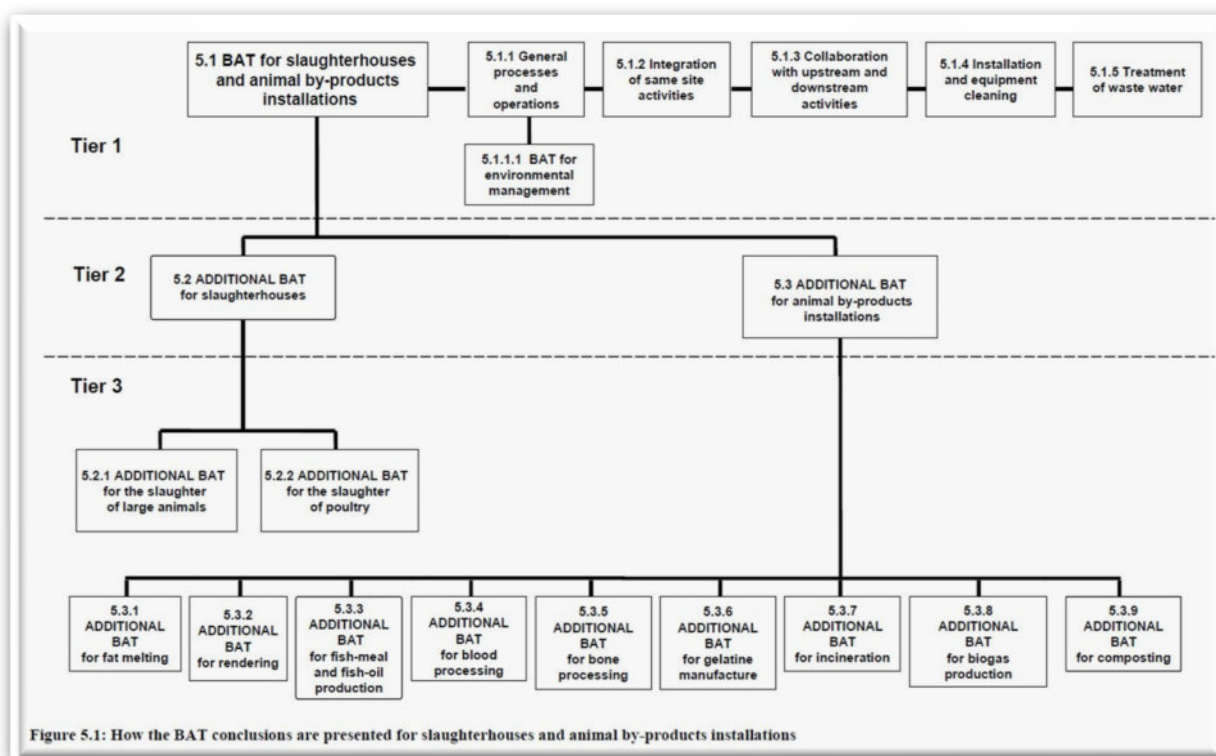 5.1 BAT for slaughterhouses
and animal by-products
installations
5.1.1 General
processes
and
operations
5.1.2 Integration
of same site
activities
5.1.3 Collaboration
with upstream and
downstream
activities
5.1.4 Installation
and equipment
cleaning
5.1.5 Treatment
of waste water
Tier 1
5.1.1.1 BAT for
environmental
management
Tier 2
5.2 ADDITIONAL BAT
for slaughterhouses
5.3 ADDITIONAL BAT
for animal by-products
installations
Tier 3
5.2.1 ADDITIONAL BAT
for the slaughter
of large animals
5.2.2 ADDITIONAL BAT
for the slaughter
of poultry
5.3.1
ADDITIONAL
BAT
for fat melting
5.3.2
ADDITIONAL
BAT
for rendering
5.3.3
ADDITIONAL
BAT
for fish-meal
and fish-oil
production
5.3.4
ADDITIONAL
BAT
for blood
processing
5.3.5
ADDITIONAL
BAT
for bone
processing
5.3.6
ADDITIONAL
BAT
for gelatine
manufacture
5.3.7
ADDITIONAL
BAT
for incineration
5.3.8
ADDITIONAL
BAT
for biogas
production
5.3.9
ADDITIONAL
BAT
for composting
Figure 5.1: How the BAT conclusions are presented for slaughterhouses and animal by-products installations